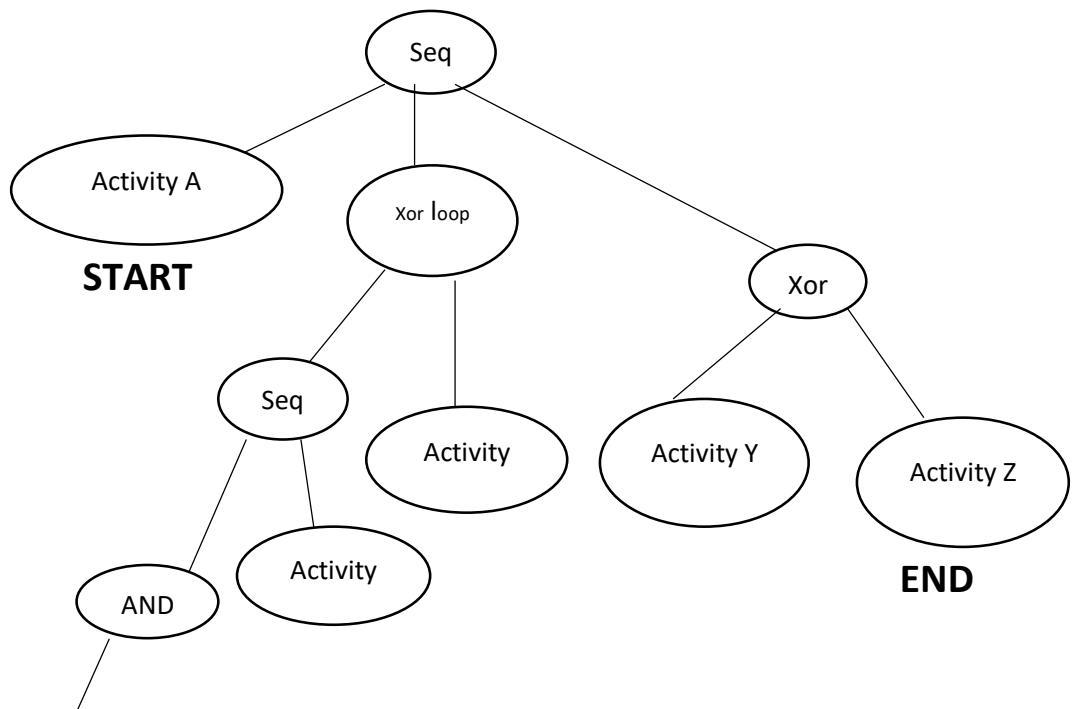 Seq
Activity A
START
Xor loop
Xor
Seq
Activity
Activity Y
Activity Z
END
Activity
AND